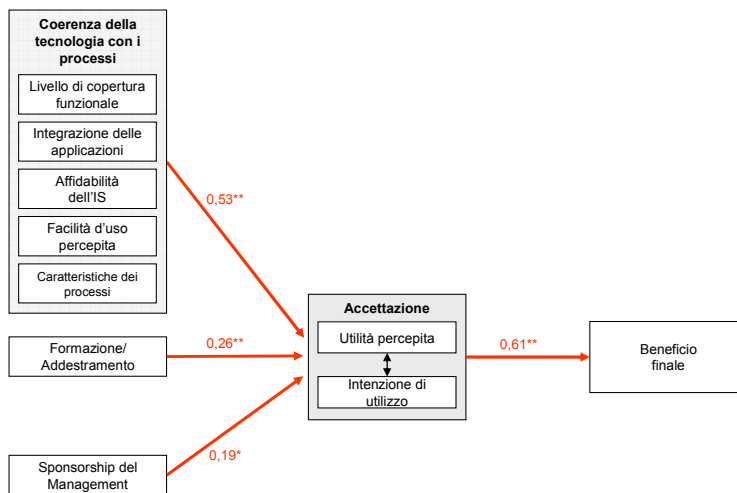 Coerenza della
tecnologia con i
processi
Livello di copertura
funzionale
Integrazione delle
applicazioni
Affidabilità
dell'IS
Facilità d'uso
percepita
Caratteristiche dei
processi
0,53**
Formazione/
Addestramento
0,26**
Sponsorship del
Management
0,19*
Accettazione
Utilità percepita
Intenzione di
utilizzo
0,61**
Beneficio
finale